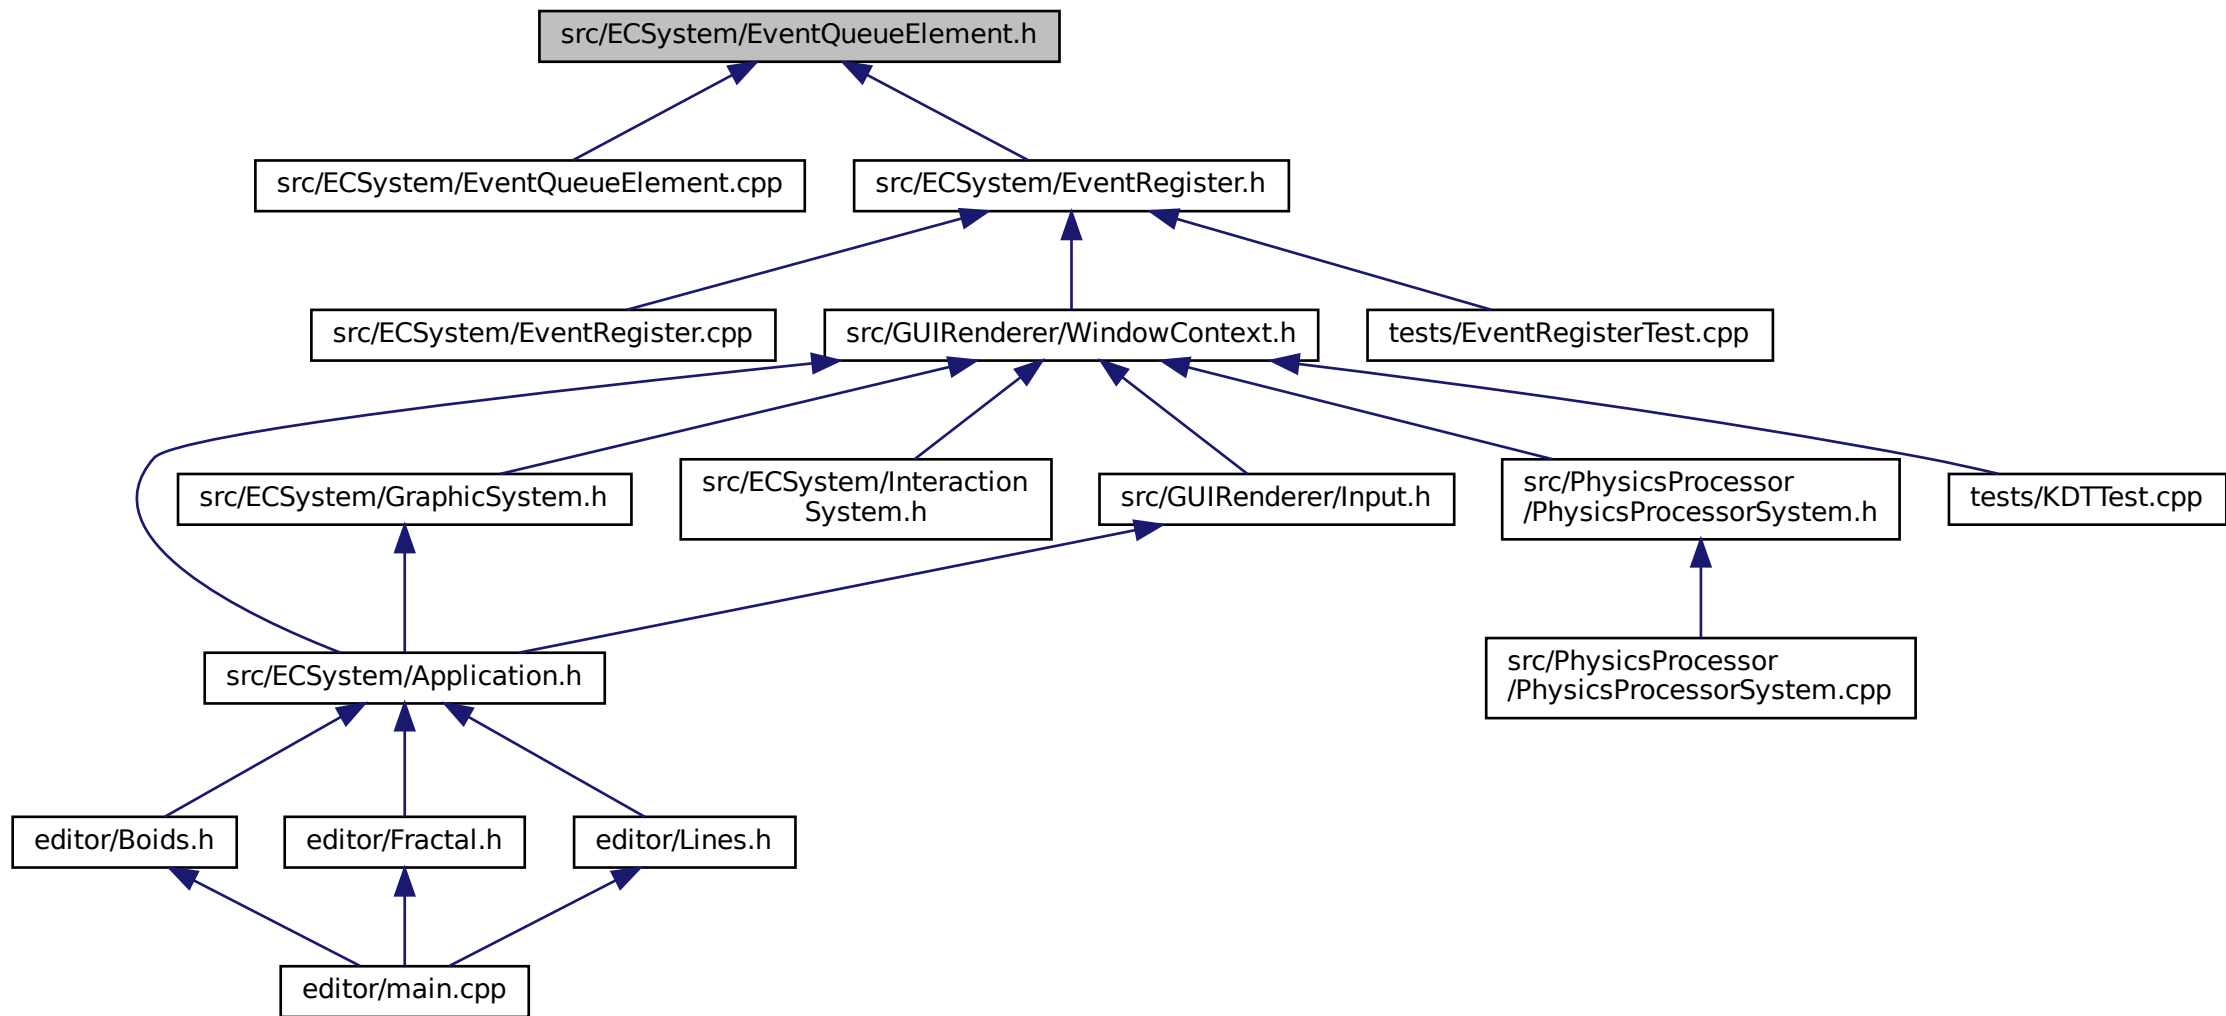 src/ECSystem/EventQueueElement.h
src/ECSystem/EventQueueElement.cpp
src/ECSystem/EventRegister.h
src/ECSystem/EventRegister.cpp
src/GUIRenderer/WindowContext.h
tests/EventRegisterTest.cpp
src/ECSystem/GraphicSystem.h
src/ECSystem/Interaction
System.h
src/GUIRenderer/Input.h
src/PhysicsProcessor
/PhysicsProcessorSystem.h
tests/KDTTest.cpp
src/ECSystem/Application.h
src/PhysicsProcessor
/PhysicsProcessorSystem.cpp
editor/Boids.h
editor/Fractal.h
editor/Lines.h
editor/main.cpp